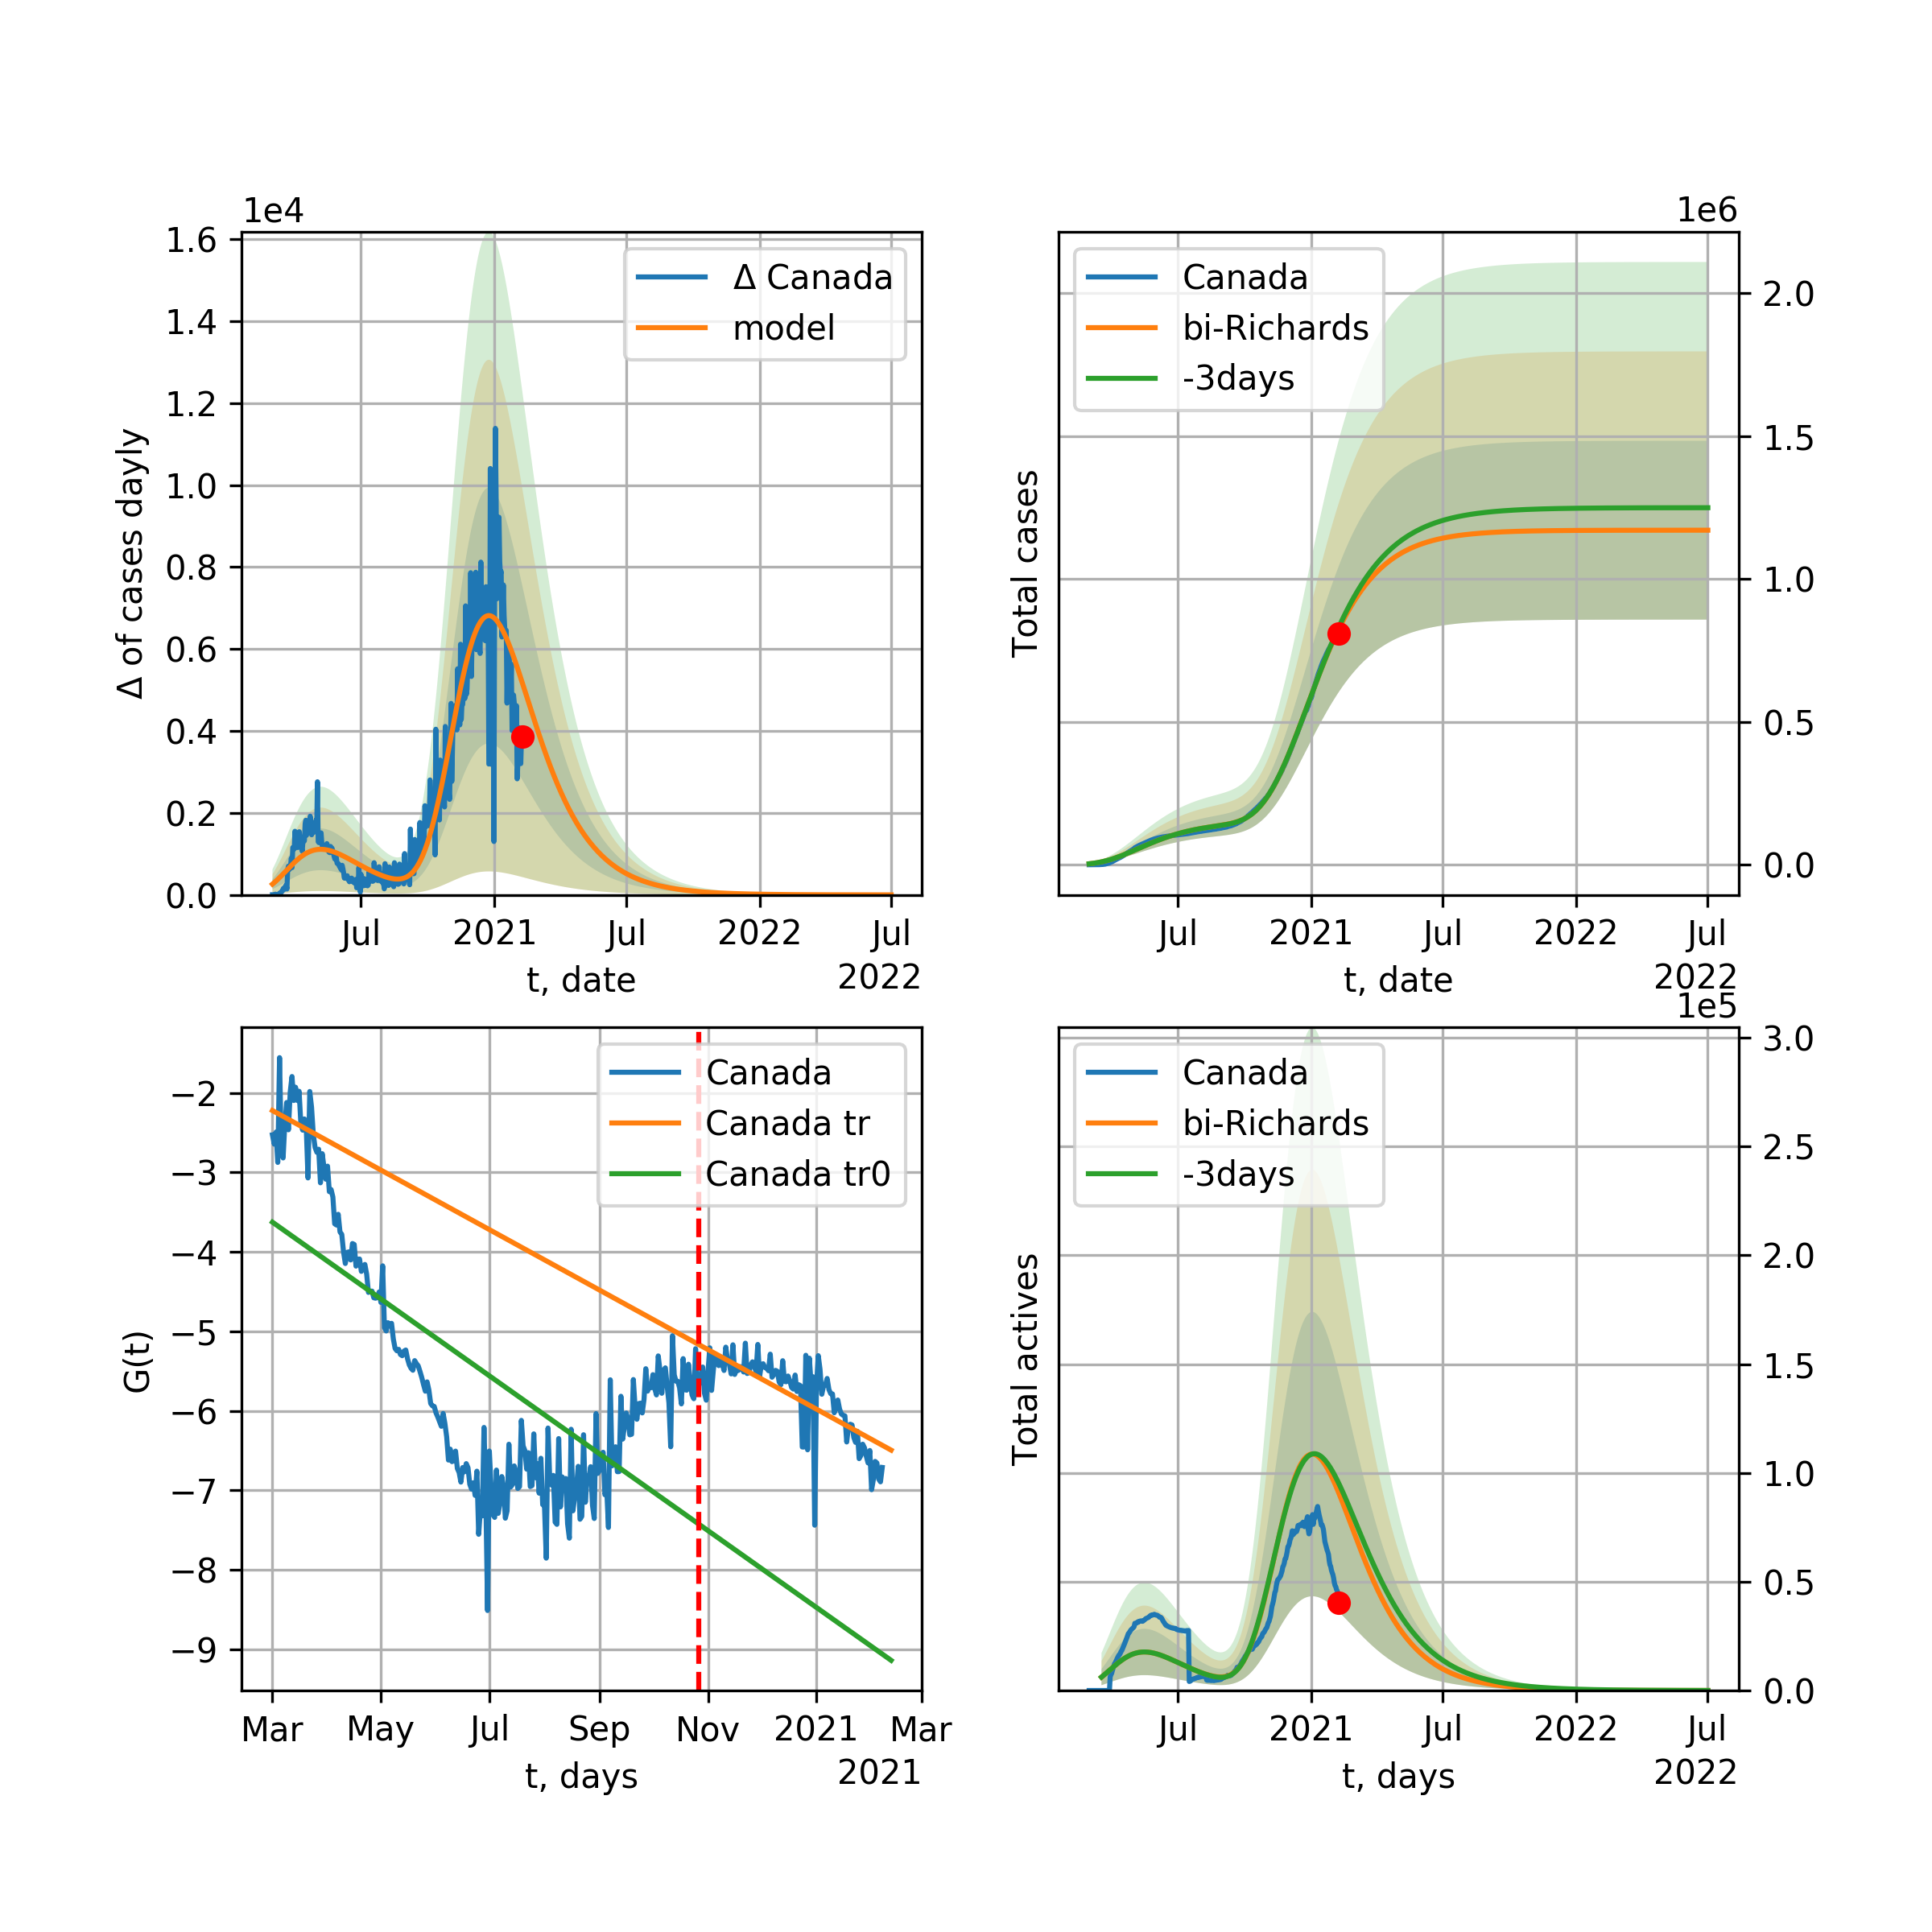 1e4
1.6
1.4
1.2
1.0
0.8
0.6
0.4
0.2
0.0
Δ of cases dayly
Δ Canada
model
Jul
2021
Jul
2022
Jul
2022
t, date
1e6
Canada
bi-Richards
-3days
Total cases
2.0
1.5
1.0
0.5
0.0
Jul
2021
Jul
2022
Jul
2022
t, date
−2
−3
−4
−5
−6
−7
−8
−9
G(t)
Canada
Canada tr
Canada tr0
Mar
May
Jul
Sep
Nov
2021
Mar
2021
t, days
1e5
Canada
bi-Richards
-3days
Total actives
3.0
2.5
2.0
1.5
1.0
0.5
0.0
Jul
2021
Jul
2022
Jul
2022
t, days